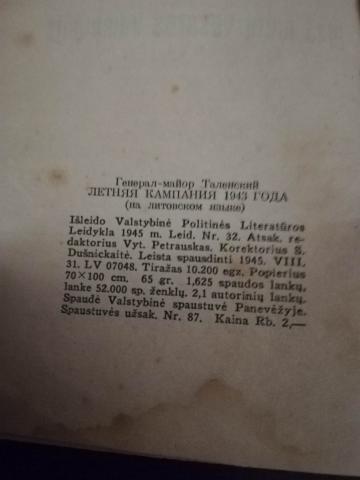 Генерал-майор Таленский
ЛЕТНЯЯ КАМПАНИЯ 1943 ГОДА
(на литовском языке)
Išleido Valstybinė Politinės Literatūros
Leidykla 1945 m. Leid. Nr. 32. Atsak. re-
daktorius Vyt. Petrauskas. Korektorius S.
Dušnickaitė. Leista spausdinti 1945. VIII.
31. LV 07048. Tiražas 10.200 egz. Popierius
70×100 cm. 65 gr. 1,625 spaudos lankų,
lanke 52.000 sp. ženklų. 2,1 autorinių lankų.
Spaudė Valstybinė spaustuvė Panevėžyje.
Spaustuvės užsak. Nr. 87. Kaina Rb. 2,—